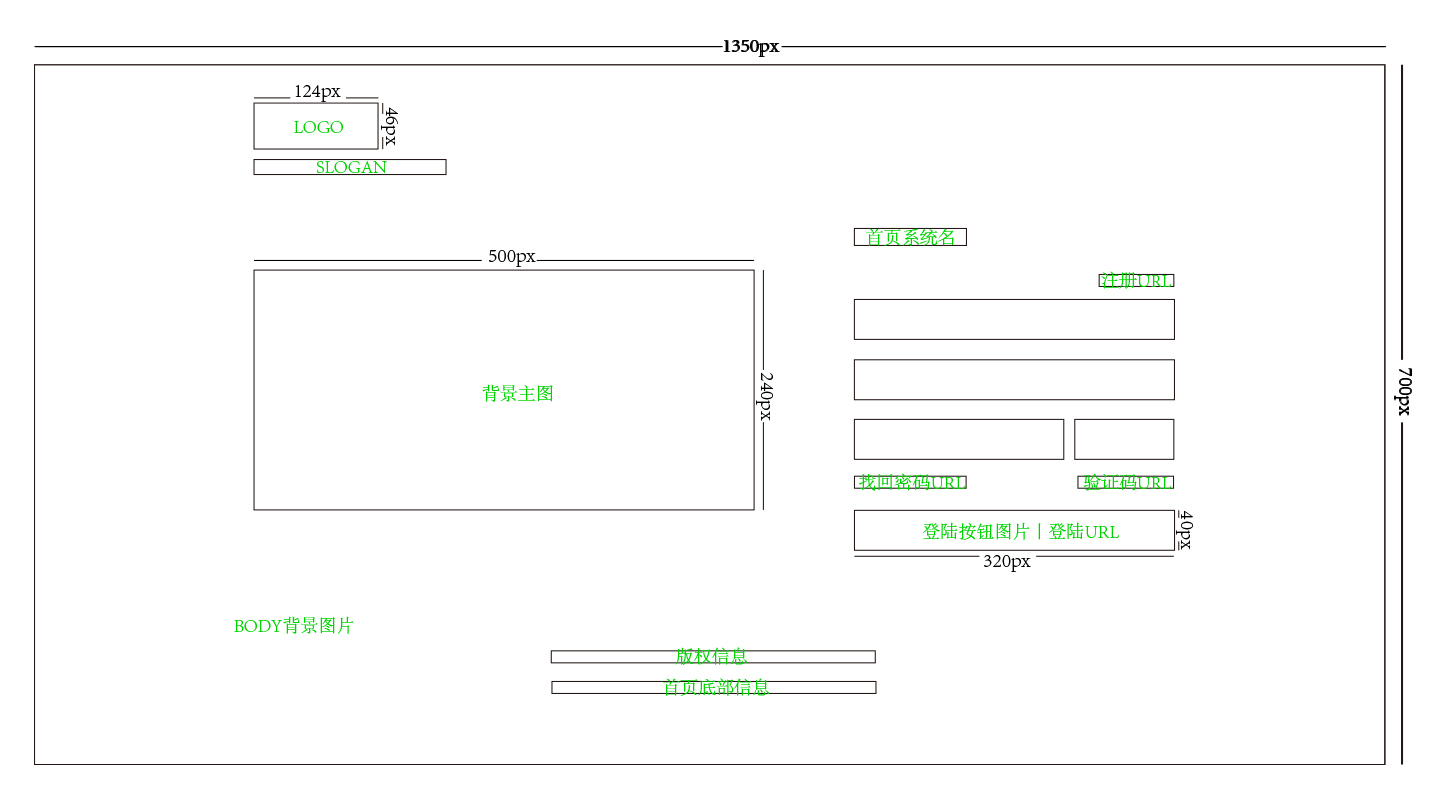 1350px
124px
LOGO
46px
SLOGAN
首页系统名
500px
注册URL
背景主图
240px
700px
找回密码URL
验证码URL
登陆按钮图片丨登陆URL
40px
320px
BODY背景图片
版权信息
首页底部信息